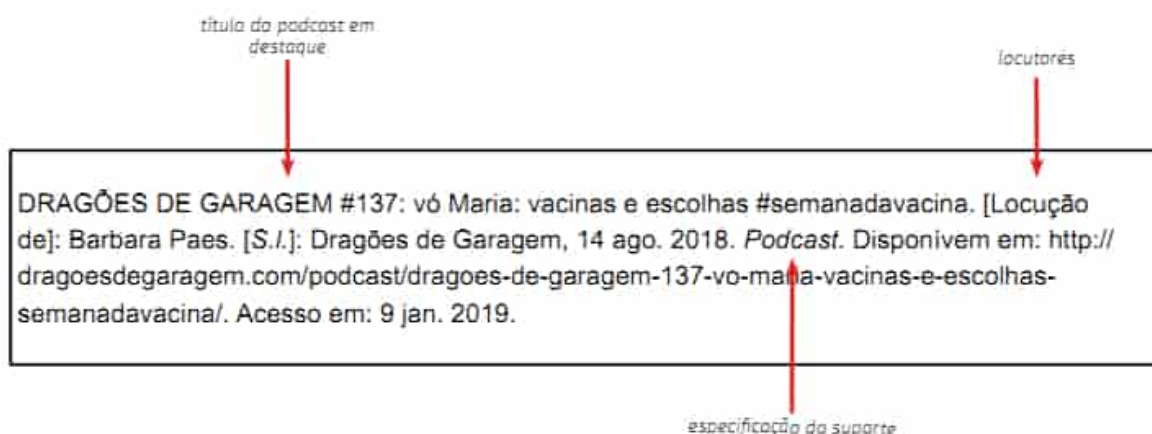 título do podcast em
destaque
locutores
DRAGÕES DE GARAGEM #137: vó Maria: vacinas e escolhas #semanadavacina. [Locução
de]: Barbara Paes. [S.l.]: Dragões de Garagem, 14 ago. 2018. Podcast. Disponívem em: http://
dragoesdegaragem.com/podcast/dragoes-de-garagem-137-vo-maria-vacinas-e-escolhas-
semanadavacina/. Acesso em: 9 jan. 2019.
especificação do suporte